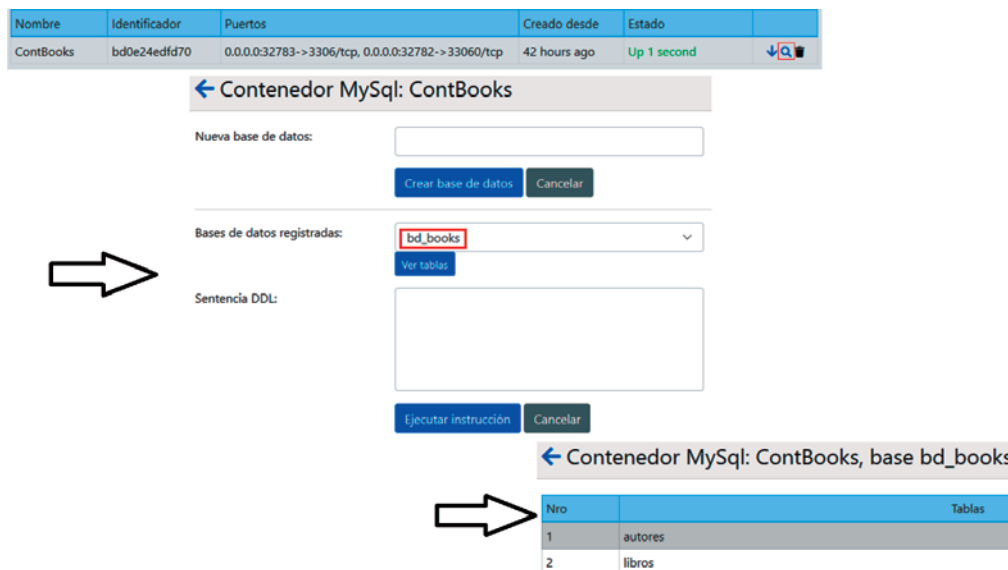 Nombre Identificador Puertos Creado desde Estado
ContBooks bd0e24edfd70 0.0.0.0:32783->3306/tcp, 0.0.0.0:32782->33060/tcp 42 hours ago Up 1 second
Contenedor MySql: ContBooks
Nueva base de datos:
Crear base de datos Cancelar
Bases de datos registradas: bd_books
Ver tablas
Sentencia DDL:
Ejecutar instrucción Cancelar
Contenedor MySql: ContBooks, base bd_books
Nro Tablas
1 autores
2 libros